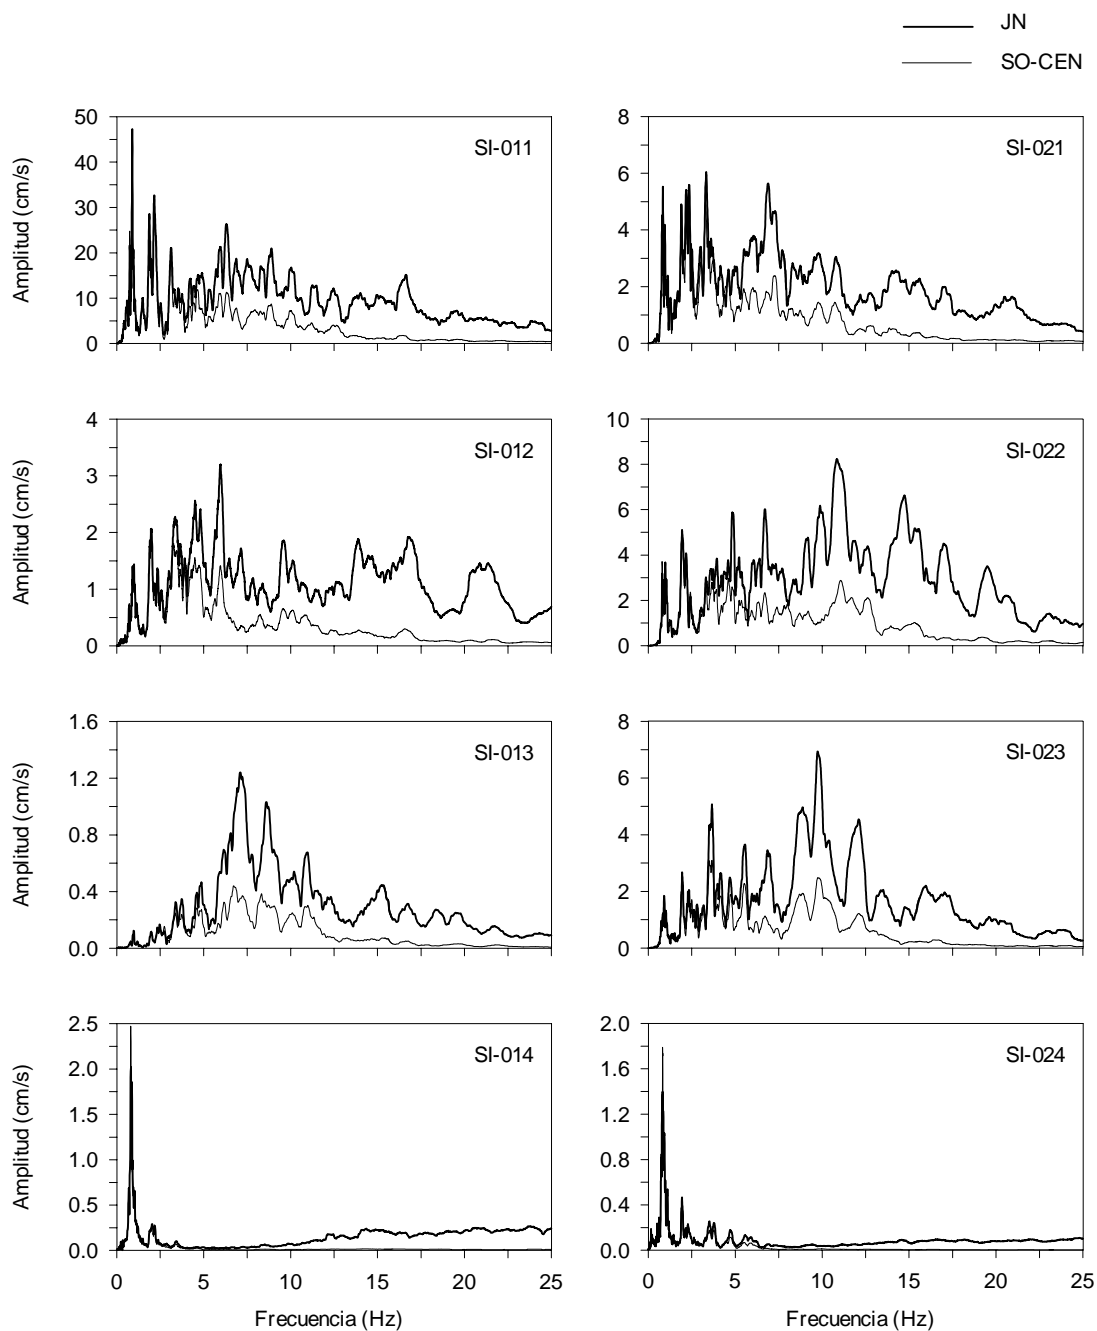 JN
SO-CEN
50
40
30
20
10
0
Amplitud (cm/s)
SI-011
8
6
4
2
0
SI-021
4
3
2
1
0
Amplitud (cm/s)
SI-012
10
8
6
4
2
0
SI-022
1.6
1.2
0.8
0.4
0.0
Amplitud (cm/s)
SI-013
8
6
4
2
0
SI-023
2.5
2.0
1.5
1.0
0.5
0.0
Amplitud (cm/s)
SI-014
0 5 10 15 20 25
Frecuencia (Hz)
2.0
1.6
1.2
0.8
0.4
0.0
SI-024
0 5 10 15 20 25
Frecuencia (Hz)